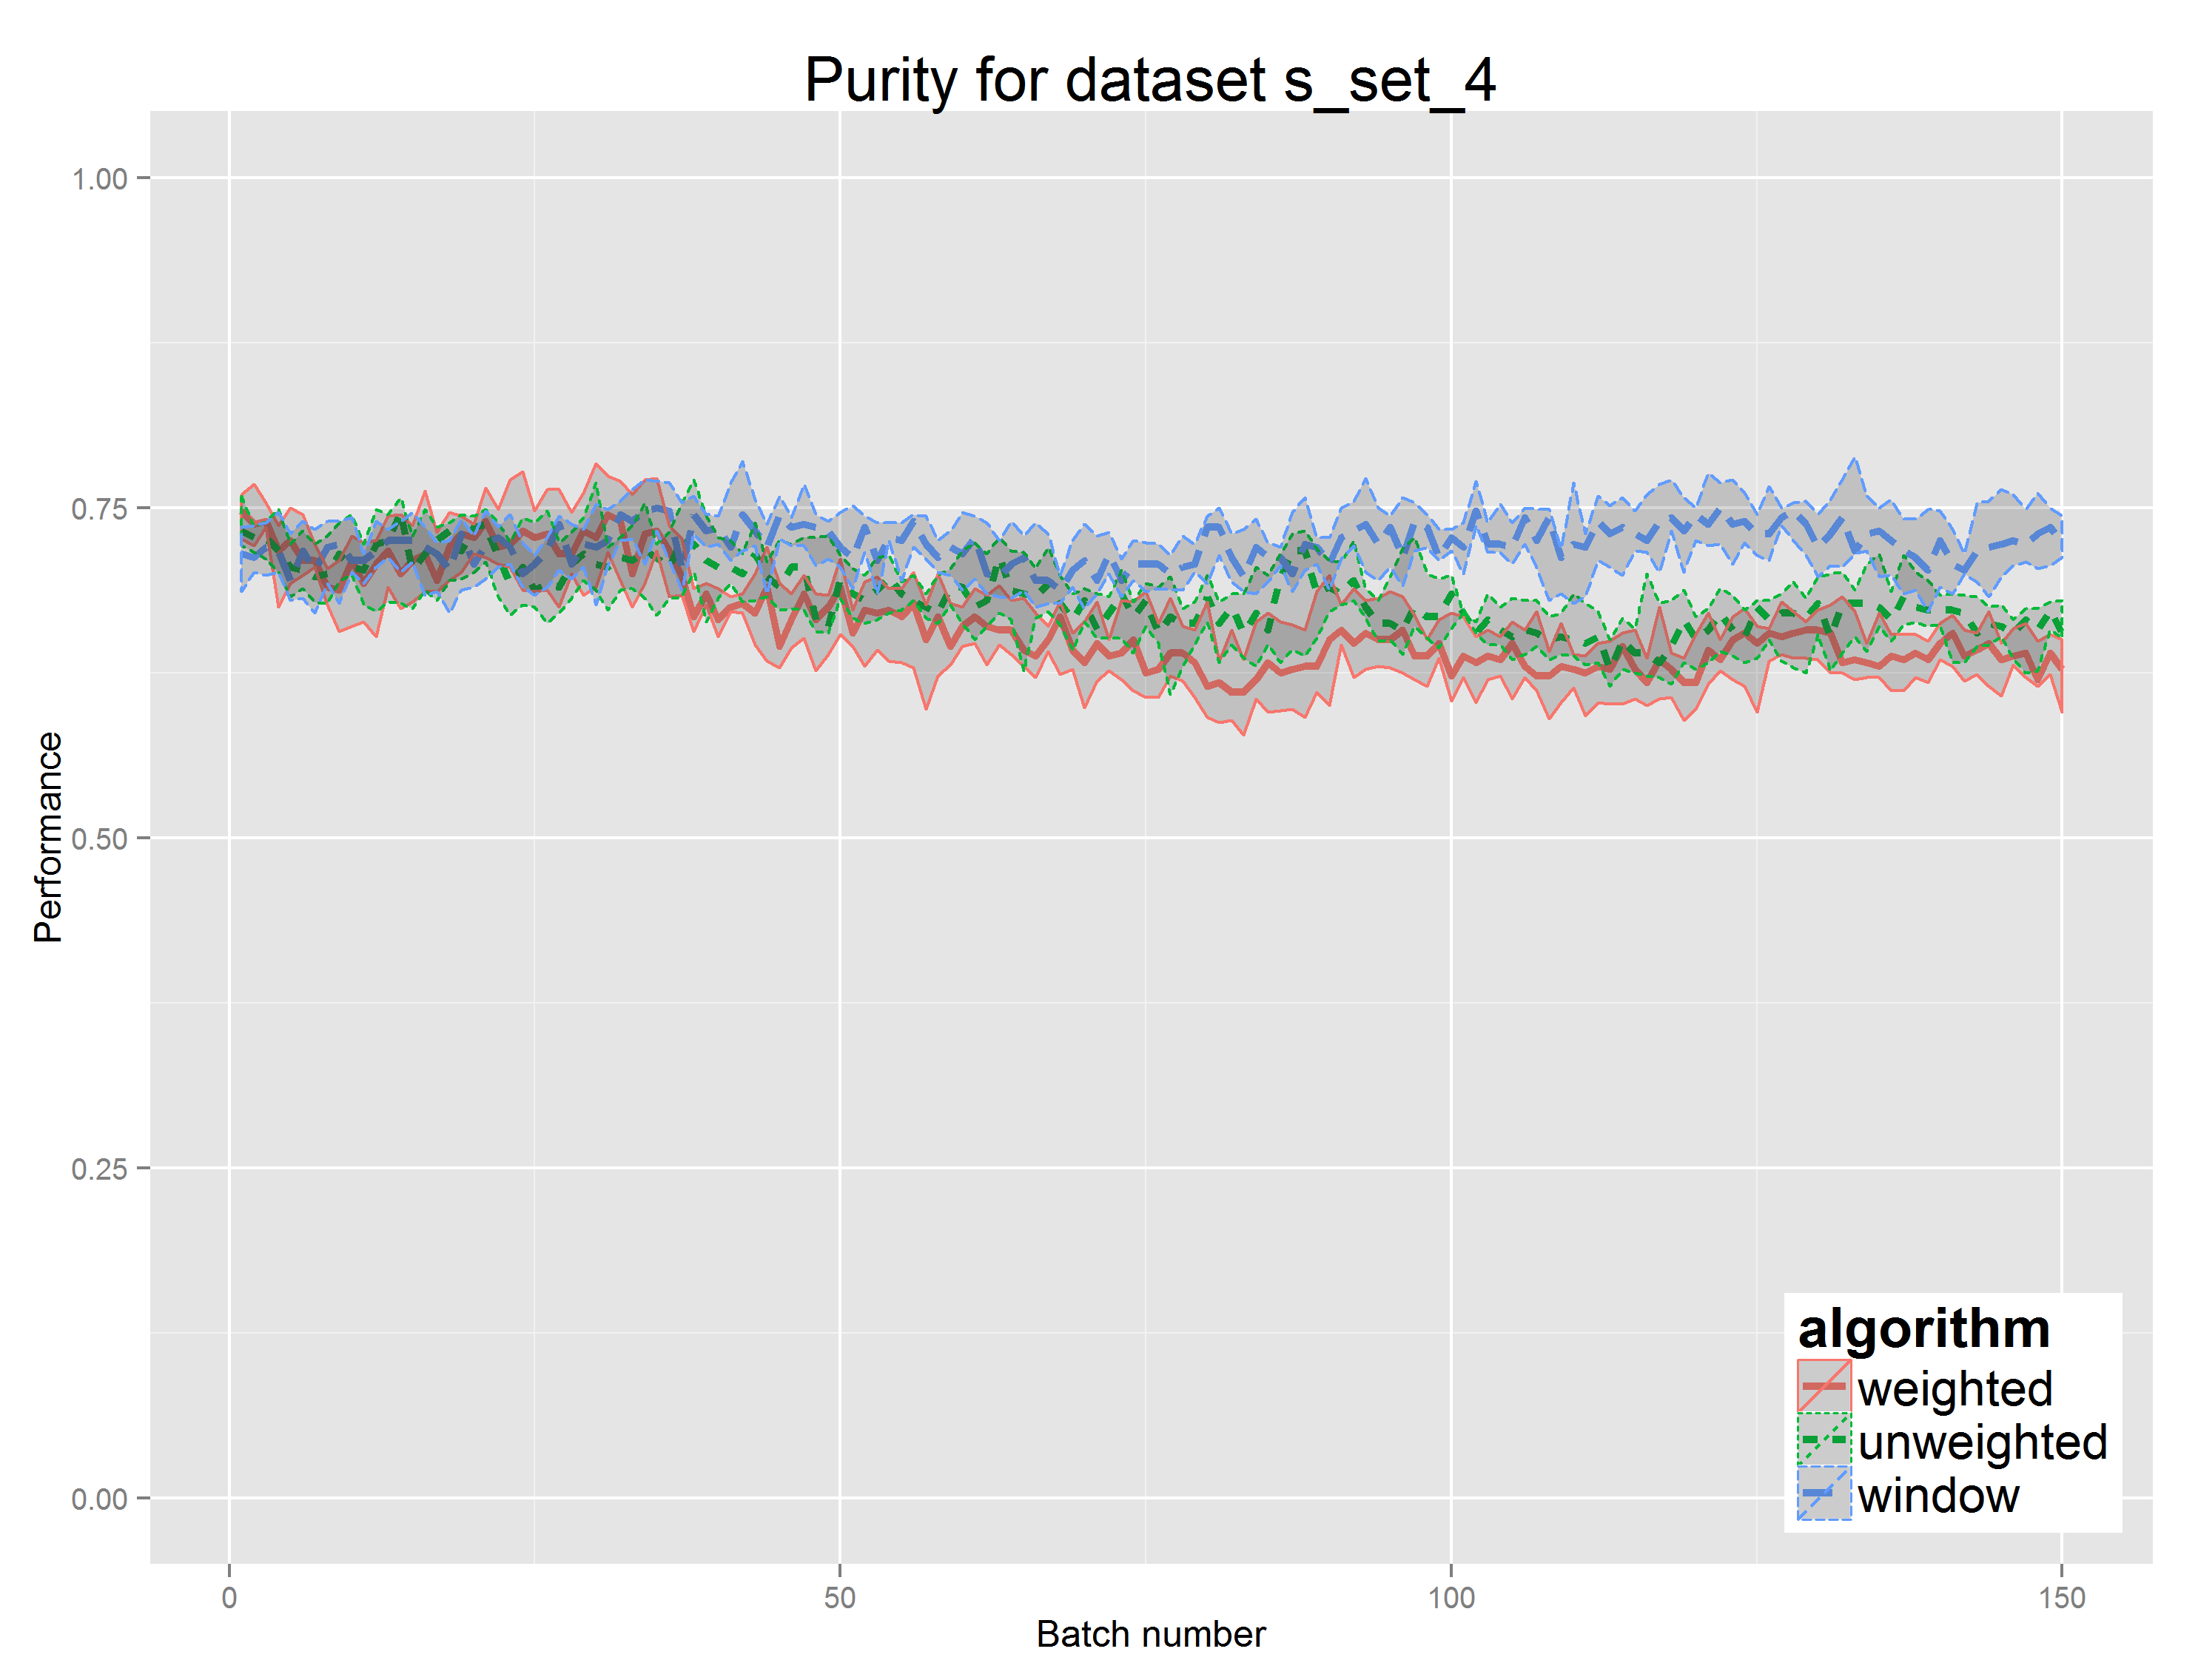 Purity for dataset s_set_4
1.00
0.75
0.50
0.25
0.00
Performance
0
50
100
150
Batch number
algorithm
weighted
unweighted
window